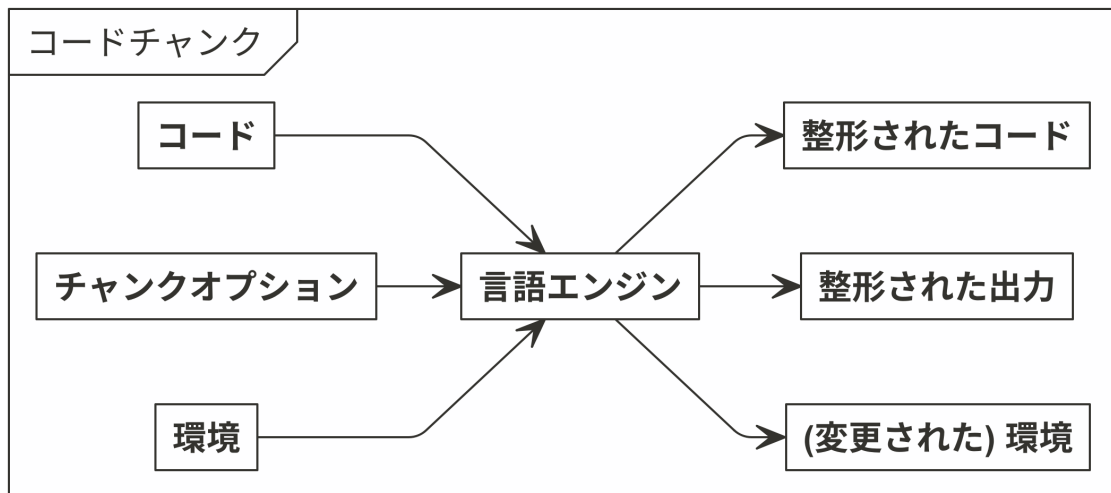 コードチャンク
コード
チャンクオプション
環境
言語エンジン
整形されたコード
整形された出力
(変更された) 環境